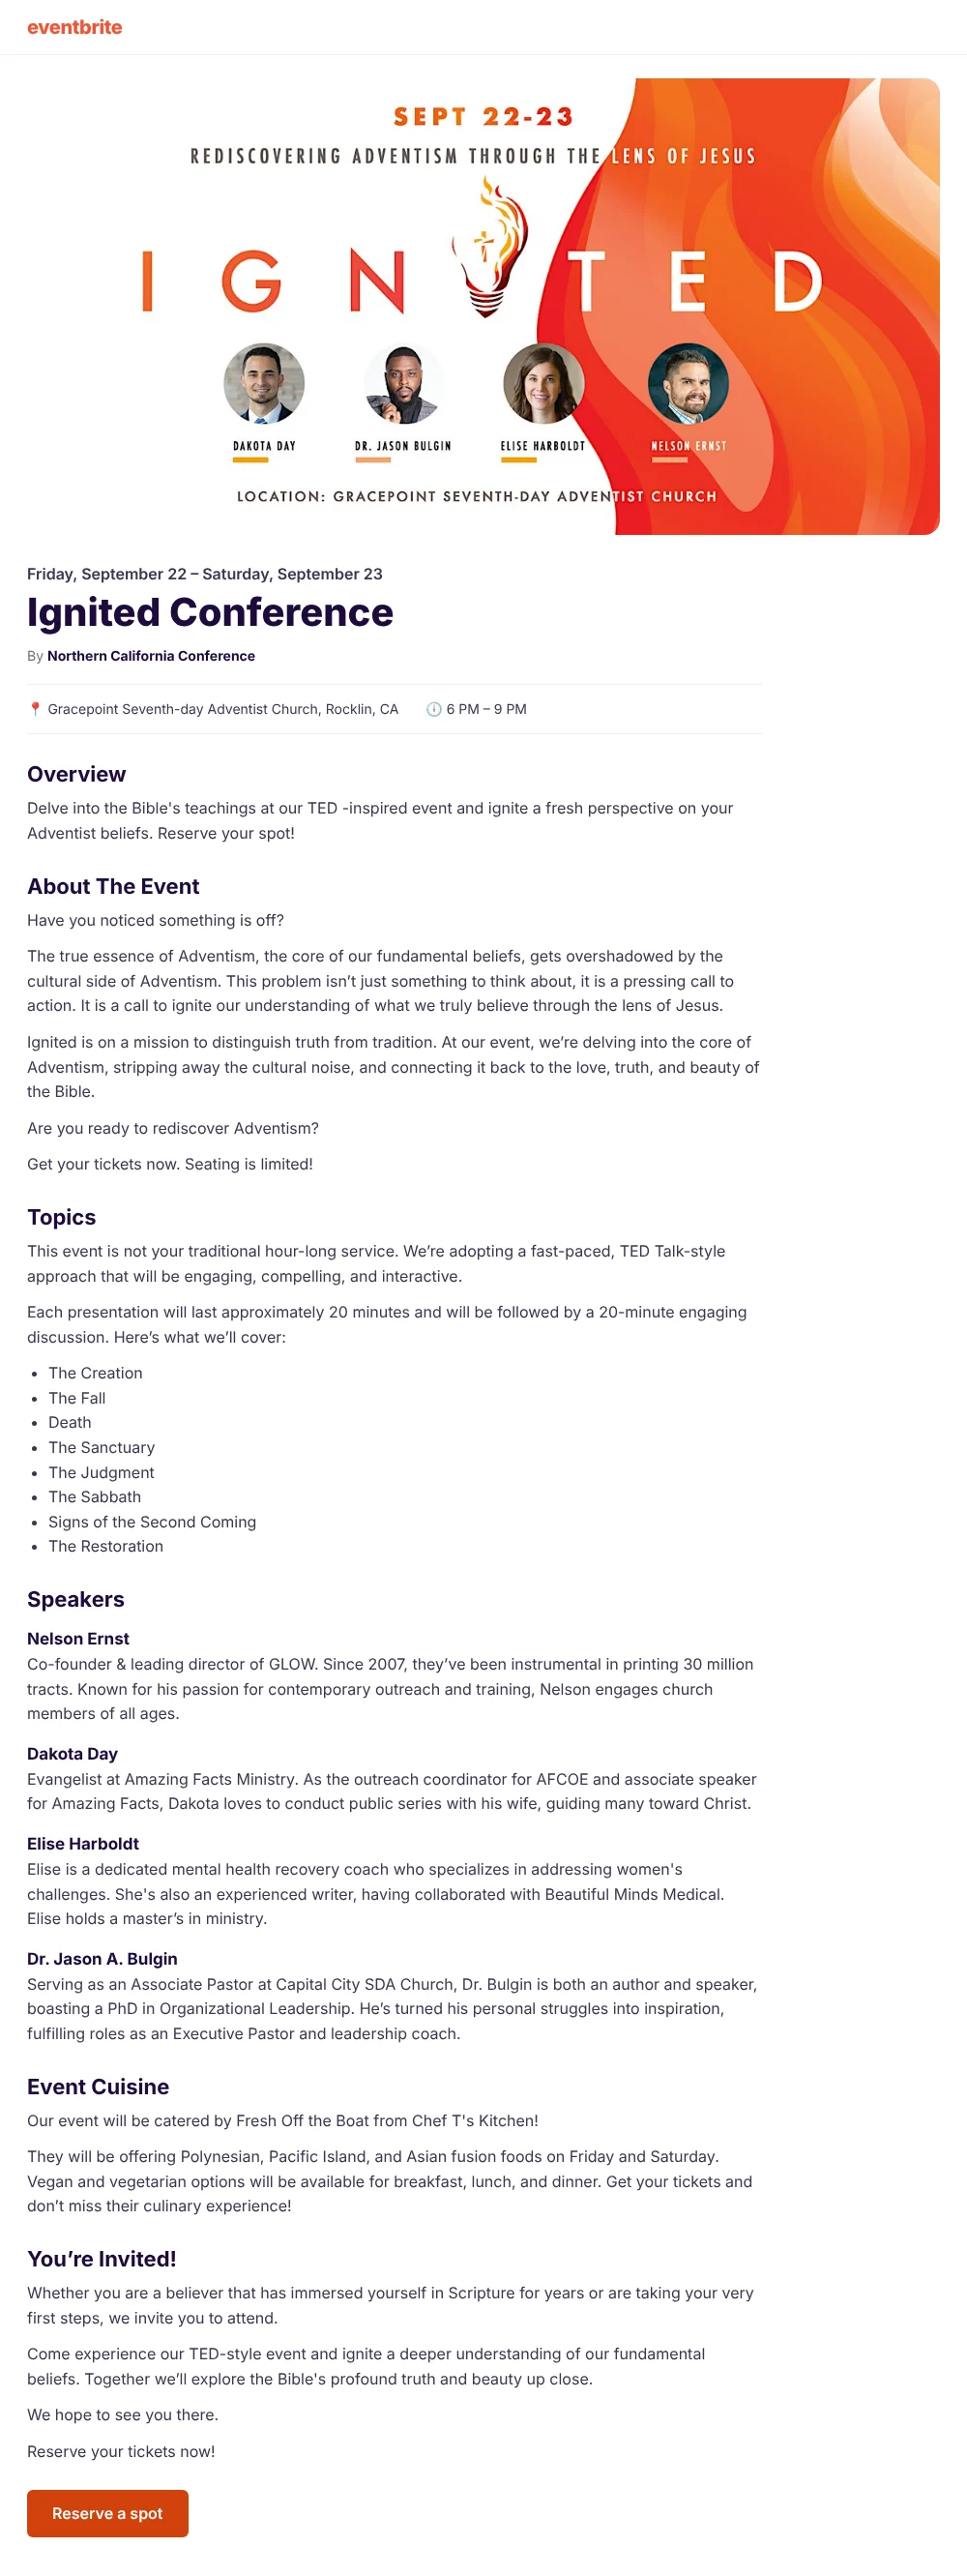 eventbrite
SEPT 22-23
REDISCOVERING ADVENTISM THROUGH THE LENS OF JESUS
IGN TED
DAKOTA DAY
DR. JASON BULGIN
ELISE HARBOLDT
NELSON ERNST
LOCATION: GRACEPOINT SEVENTH-DAY ADVENTIST CHURCH
Friday, September 22 – Saturday, September 23
Ignited Conference
By Northern California Conference
📍 Gracepoint Seventh-day Adventist Church, Rocklin, CA 🕕 6 PM – 9 PM
Overview
Delve into the Bible's teachings at our TED -inspired event and ignite a fresh perspective on your
Adventist beliefs. Reserve your spot!
About The Event
Have you noticed something is off?
The true essence of Adventism, the core of our fundamental beliefs, gets overshadowed by the
cultural side of Adventism. This problem isn’t just something to think about, it is a pressing call to
action. It is a call to ignite our understanding of what we truly believe through the lens of Jesus.
Ignited is on a mission to distinguish truth from tradition. At our event, we’re delving into the core of
Adventism, stripping away the cultural noise, and connecting it back to the love, truth, and beauty of
the Bible.
Are you ready to rediscover Adventism?
Get your tickets now. Seating is limited!
Topics
This event is not your traditional hour-long service. We’re adopting a fast-paced, TED Talk-style
approach that will be engaging, compelling, and interactive.
Each presentation will last approximately 20 minutes and will be followed by a 20-minute engaging
discussion. Here’s what we’ll cover:
• The Creation
• The Fall
• Death
• The Sanctuary
• The Judgment
• The Sabbath
• Signs of the Second Coming
• The Restoration
Speakers
Nelson Ernst
Co-founder & leading director of GLOW. Since 2007, they’ve been instrumental in printing 30 million
tracts. Known for his passion for contemporary outreach and training, Nelson engages church
members of all ages.
Dakota Day
Evangelist at Amazing Facts Ministry. As the outreach coordinator for AFCOE and associate speaker
for Amazing Facts, Dakota loves to conduct public series with his wife, guiding many toward Christ.
Elise Harboldt
Elise is a dedicated mental health recovery coach who specializes in addressing women's
challenges. She's also an experienced writer, having collaborated with Beautiful Minds Medical.
Elise holds a master’s in ministry.
Dr. Jason A. Bulgin
Serving as an Associate Pastor at Capital City SDA Church, Dr. Bulgin is both an author and speaker,
boasting a PhD in Organizational Leadership. He’s turned his personal struggles into inspiration,
fulfilling roles as an Executive Pastor and leadership coach.
Event Cuisine
Our event will be catered by Fresh Off the Boat from Chef T's Kitchen!
They will be offering Polynesian, Pacific Island, and Asian fusion foods on Friday and Saturday.
Vegan and vegetarian options will be available for breakfast, lunch, and dinner. Get your tickets and
don’t miss their culinary experience!
You’re Invited!
Whether you are a believer that has immersed yourself in Scripture for years or are taking your very
first steps, we invite you to attend.
Come experience our TED-style event and ignite a deeper understanding of our fundamental
beliefs. Together we’ll explore the Bible's profound truth and beauty up close.
We hope to see you there.
Reserve your tickets now!
Reserve a spot